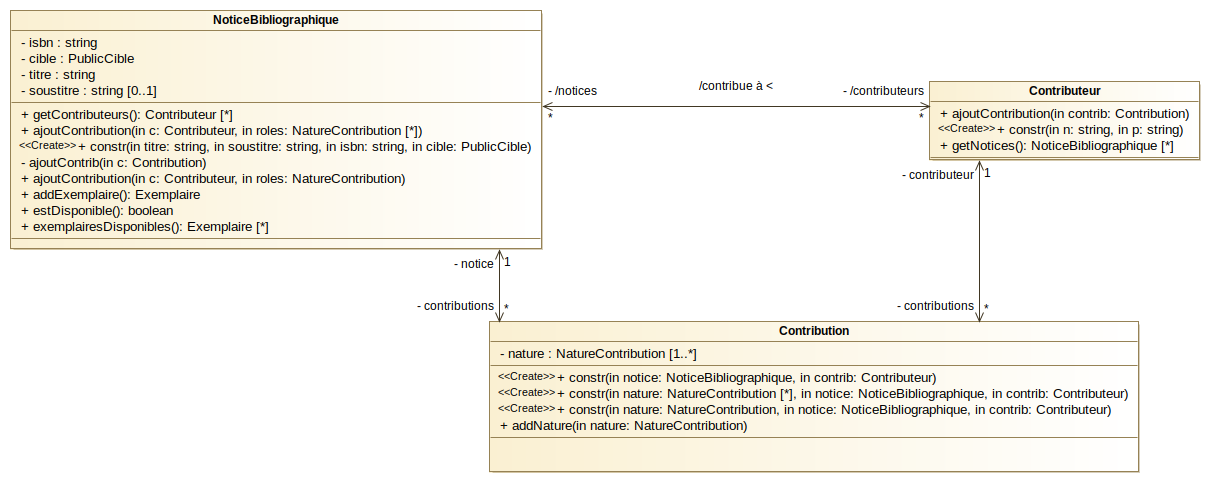 NoticeBibliographique
- isbn : string
- cible : PublicCible
- titre : string
- soustitre : string [0..1]
+ getContributeurs(): Contributeur [*]
+ ajoutContribution(in c: Contributeur, in roles: NatureContribution [*])
<<Create>> + constr(in titre: string, in soustitre: string, in isbn: string, in cible: PublicCible)
- ajoutContrib(in c: Contribution)
+ ajoutContribution(in c: Contributeur, in roles: NatureContribution)
+ addExemplaire(): Exemplaire
+ estDisponible(): boolean
+ exemplairesDisponibles(): Exemplaire [*]
- /notices
*
/contribue à <
- /contributeurs
*
Contributeur
+ ajoutContribution(in contrib: Contribution)
<<Create>> + constr(in n: string, in p: string)
+ getNotices(): NoticeBibliographique [*]
- notice
1
- contributions
*
- contributeur
1
- contributions
*
Contribution
- nature : NatureContribution [1..*]
<<Create>> + constr(in notice: NoticeBibliographique, in contrib: Contributeur)
<<Create>> + constr(in nature: NatureContribution [*], in notice: NoticeBibliographique, in contrib: Contributeur)
<<Create>> + constr(in nature: NatureContribution, in notice: NoticeBibliographique, in contrib: Contributeur)
+ addNature(in nature: NatureContribution)